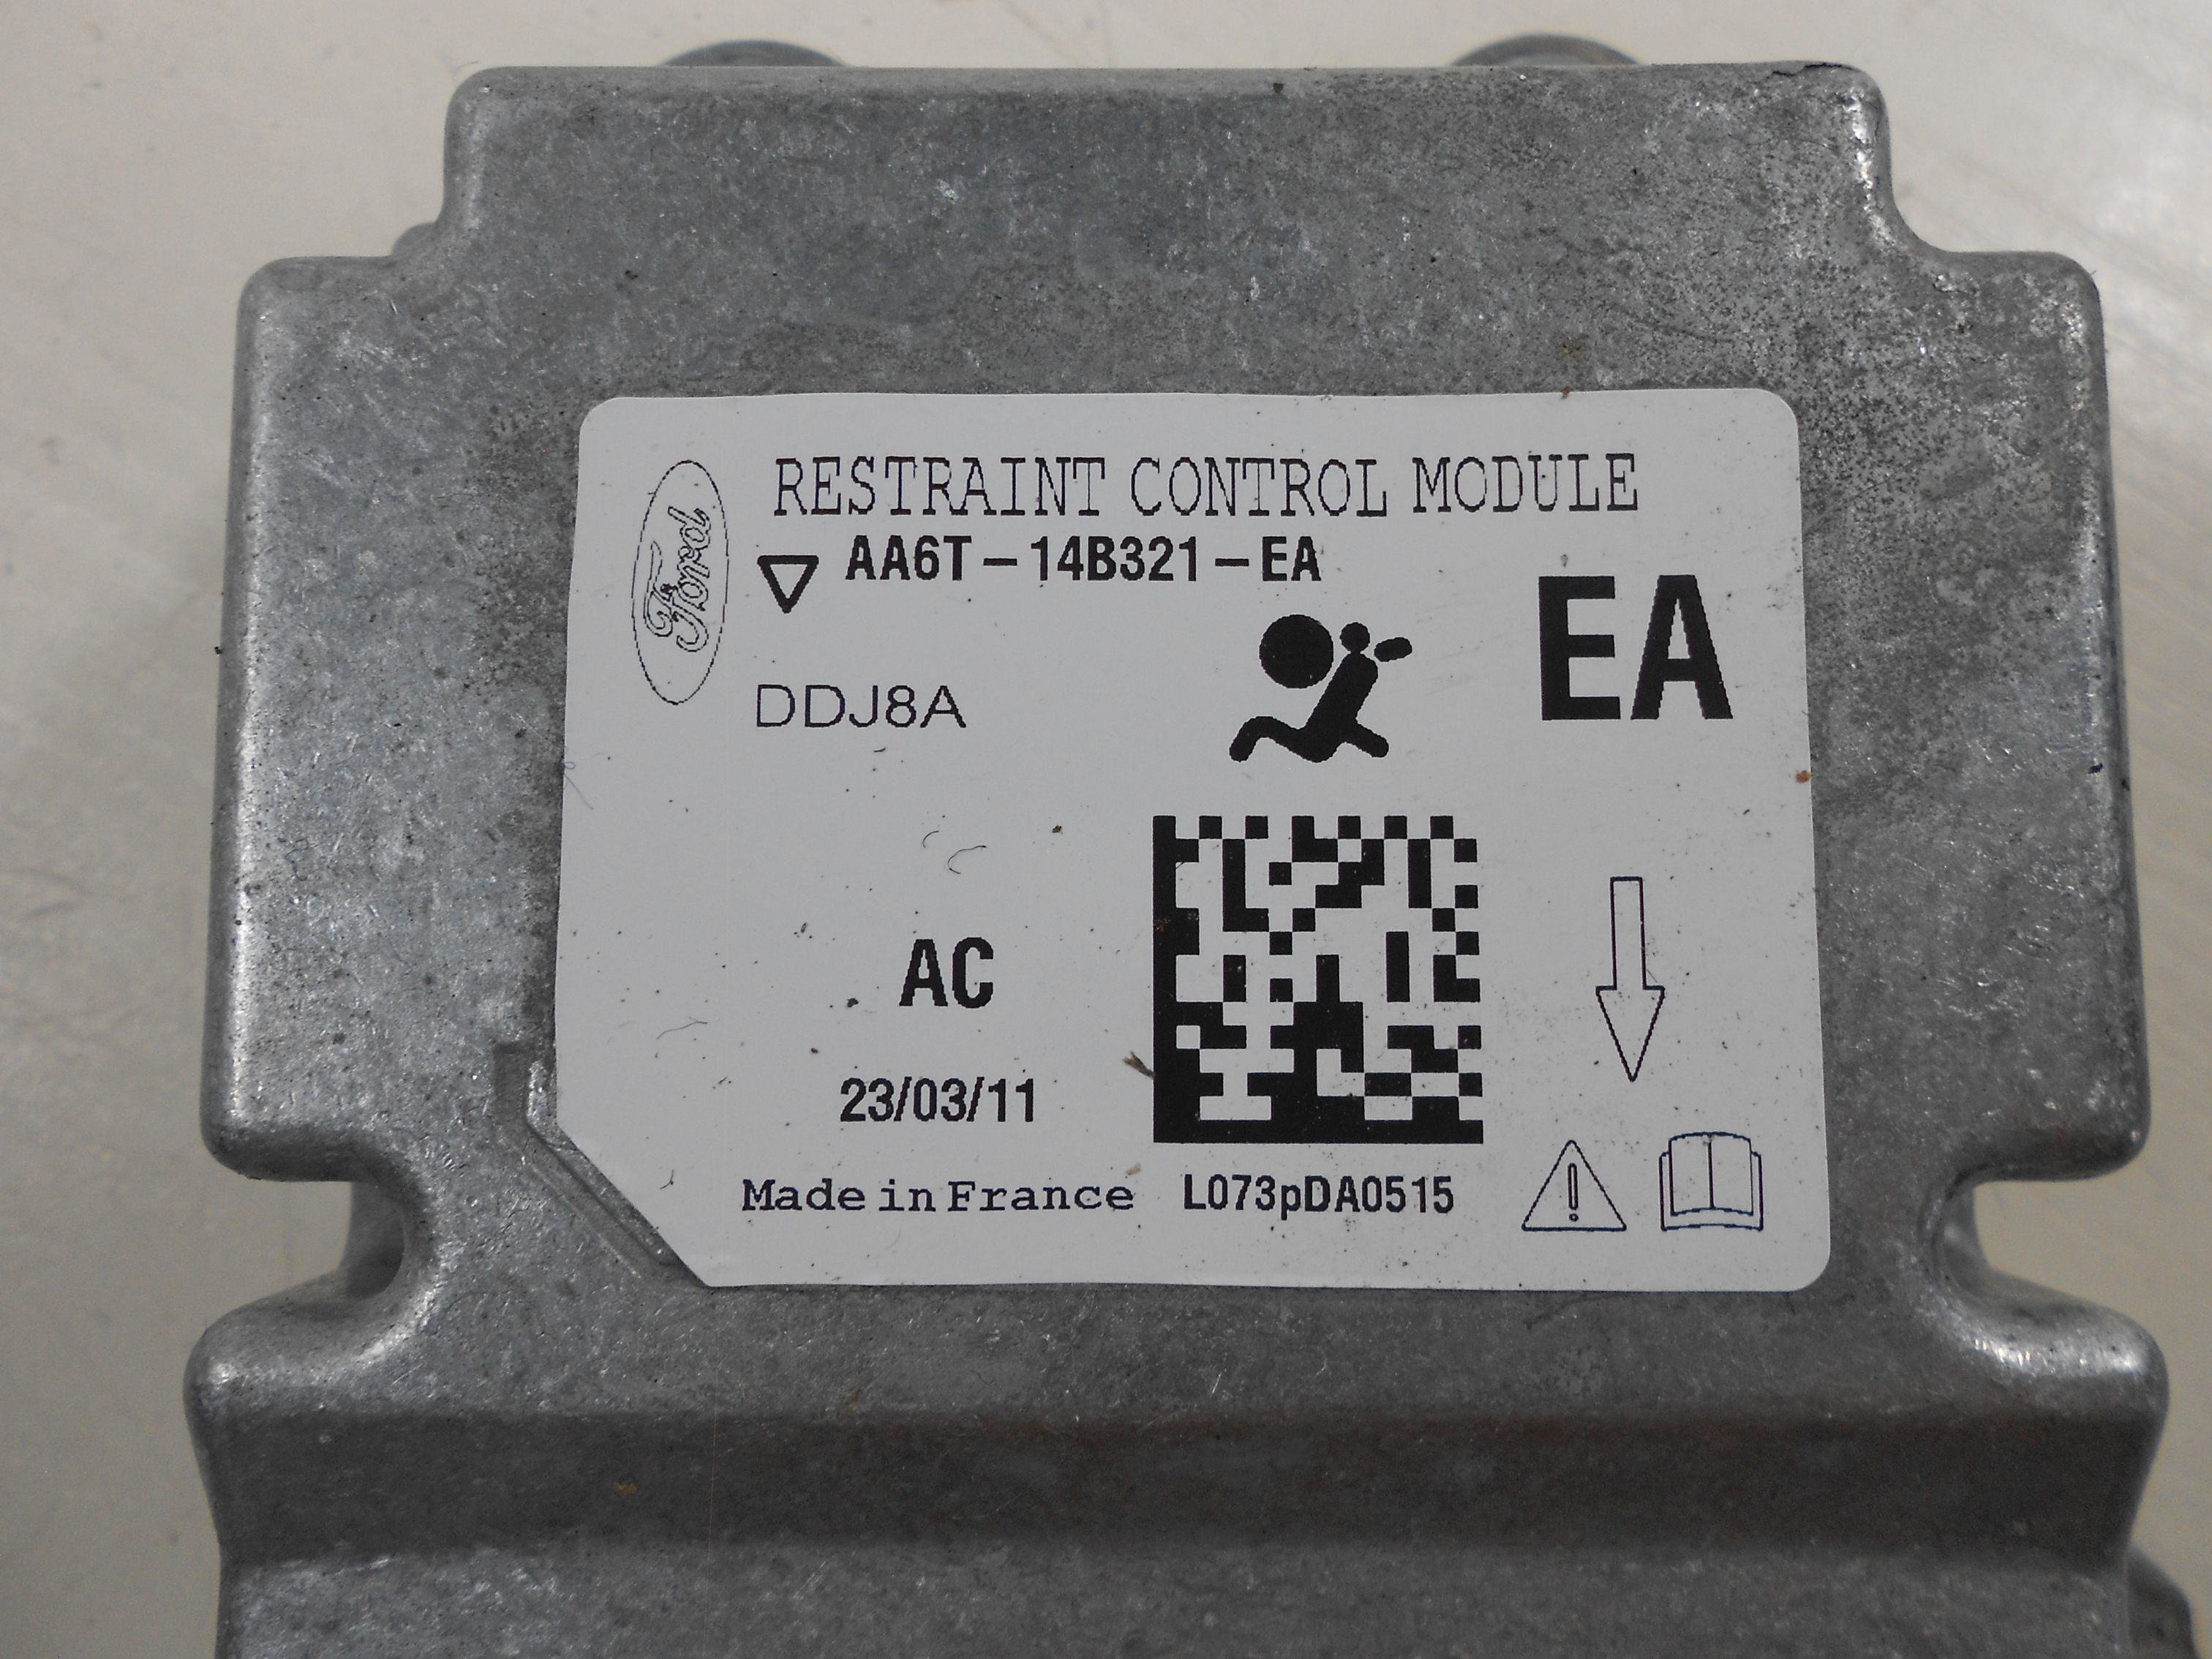 RESTRAINT CONTROL MODULE
Ford
AA6T-14B321-EA
EA
DDJ8A
AC
23/03/11
Made in France L073pDA0515